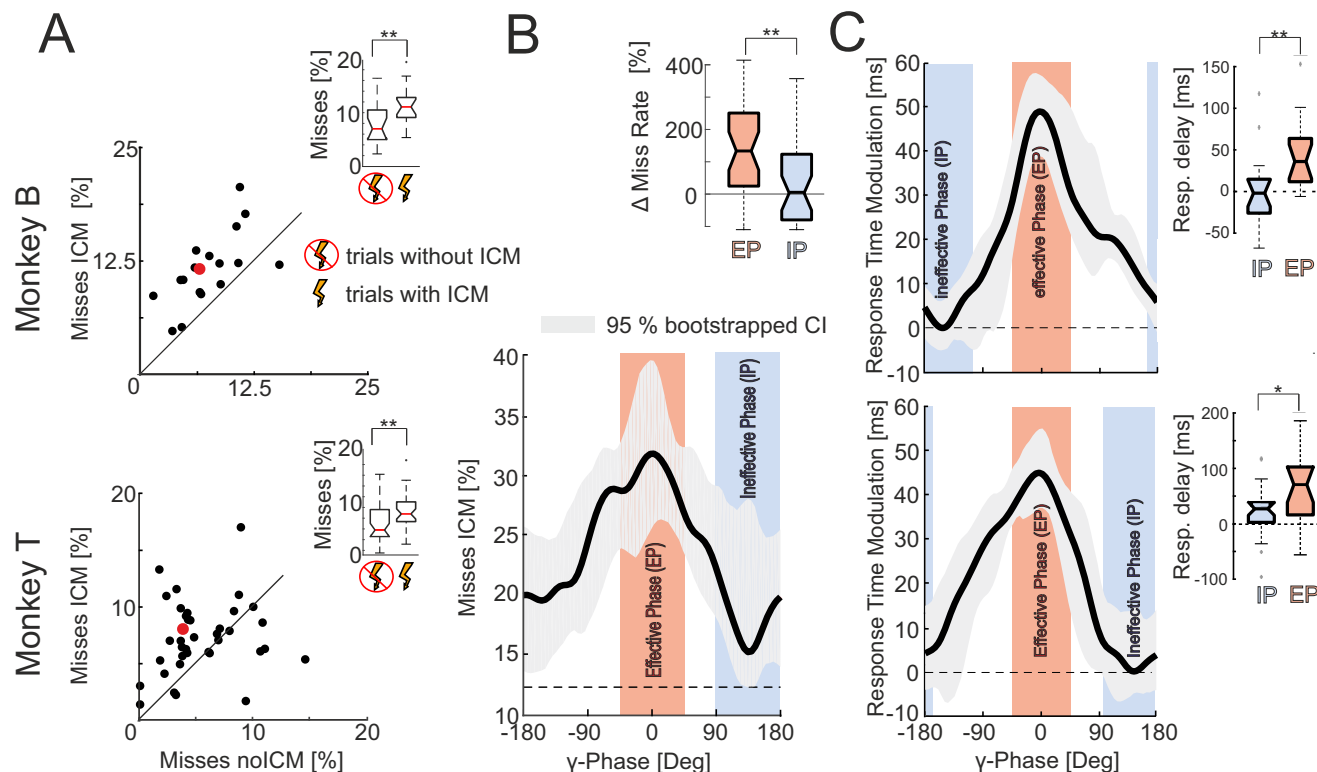 A
Monkey B
Misses ICM [%]
25
12.5
0
12.5
25
Misses [%]
20
10
0
**
trials without ICM
trials with ICM
Monkey T
Misses ICM [%]
20
10
0
10
20
Misses noICM [%]
Misses [%]
20
10
0
**
B
Δ Miss Rate [%]
400
200
0
**
EP
IP
95 % bootstrapped CI
Misses ICM [%]
40
35
30
25
20
15
10
Effective Phase (EP)
Ineffective Phase (IP)
-180
-90
0
90
180
γ-Phase [Deg]
C
Response Time Modulation [ms]
60
50
40
30
20
10
0
-10
ineffective Phase (IP)
effective Phase (EP)
-180
-90
0
90
180
Resp. delay [ms]
150
100
50
0
-50
**
IP
EP
Response Time Modulation [ms]
60
50
40
30
20
10
0
-10
Effective Phase (EP)
Ineffective Phase (IP)
-180
-90
0
90
180
γ-Phase [Deg]
Resp. delay [ms]
200
100
0
-100
*
IP
EP